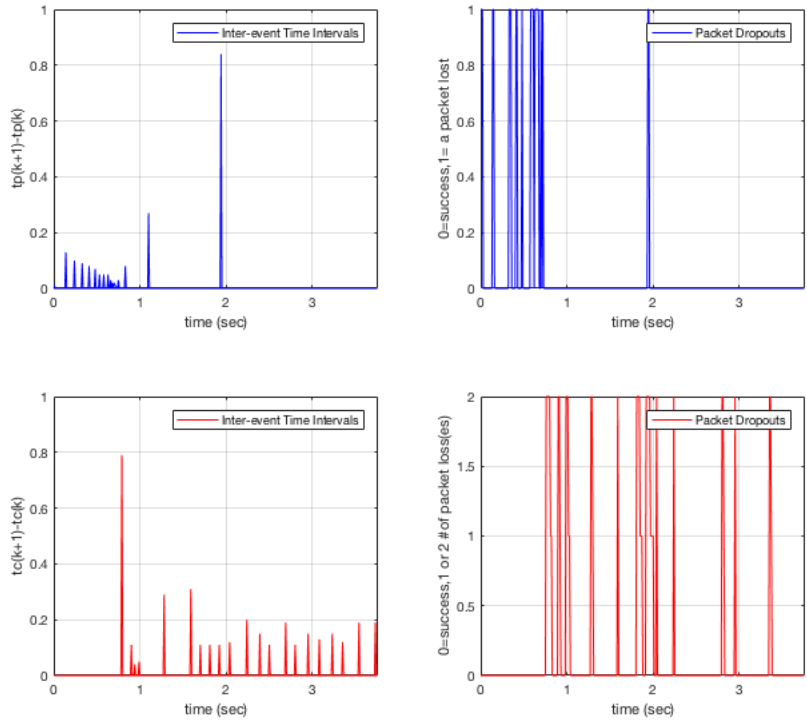 Inter-event Time Intervals
tp(k+1)-tp(k)
1
0.8
0.6
0.4
0.2
0
0 1 2 3
time (sec)
Packet Dropouts
0=success,1= a packet lost
1
0.8
0.6
0.4
0.2
0
0 1 2 3
time (sec)
Inter-event Time Intervals
tc(k+1)-tc(k)
1
0.8
0.6
0.4
0.2
0
0 1 2 3
time (sec)
Packet Dropouts
0=success,1 or 2 #of packet loss(es)
2
1.5
1
0.5
0
0 1 2 3
time (sec)